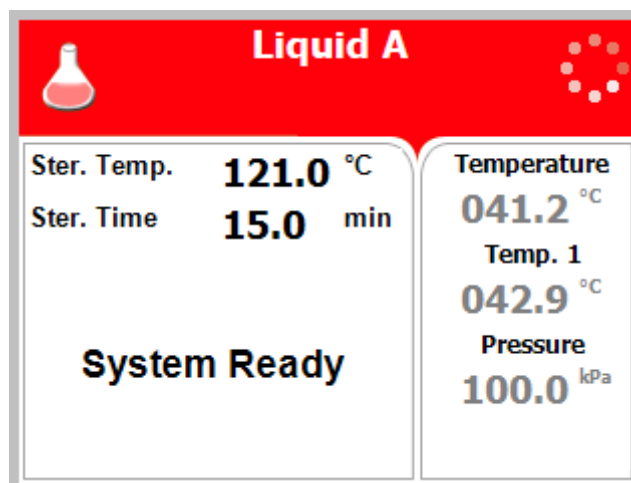 Liquid A
Ster. Temp. 121.0 °C
Ster. Time 15.0 min
System Ready
Temperature
041.2 °C
Temp. 1
042.9 °C
Pressure
100.0 kPa